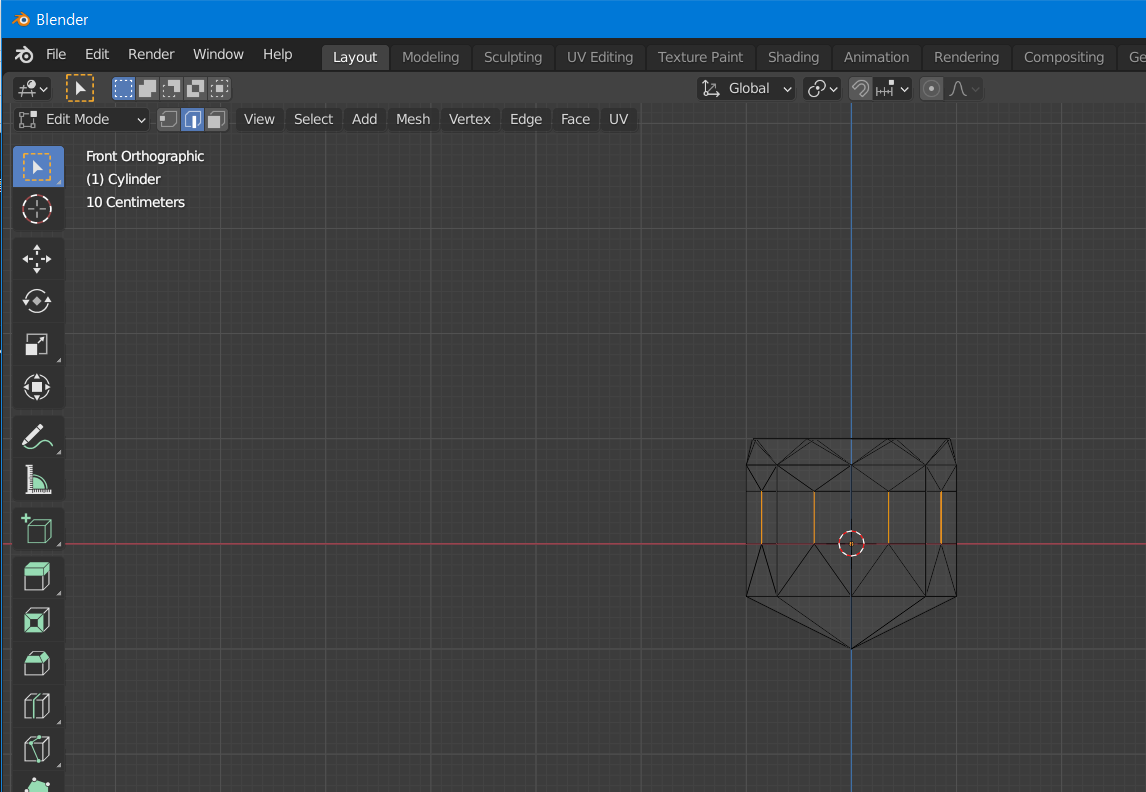 Blender
File Edit Render Window Help Layout Modeling Sculpting UV Editing Texture Paint Shading Animation Rendering Compositing Ge
Global
Edit Mode View Select Add Mesh Vertex Edge Face UV
Front Orthographic
(1) Cylinder
10 Centimeters